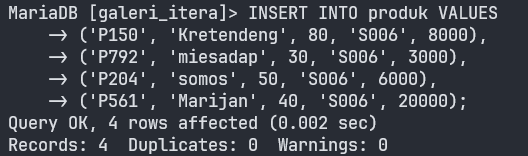 MariaDB [galeri_itera]> INSERT INTO produk VALUES
    -> ('P150', 'Kretendeng', 80, 'S006', 8000),
    -> ('P792', 'miesadap', 30, 'S006', 3000),
    -> ('P204', 'somos', 50, 'S006', 6000),
    -> ('P561', 'Marijan', 40, 'S006', 20000);
Query OK, 4 rows affected (0.002 sec)
Records: 4  Duplicates: 0  Warnings: 0